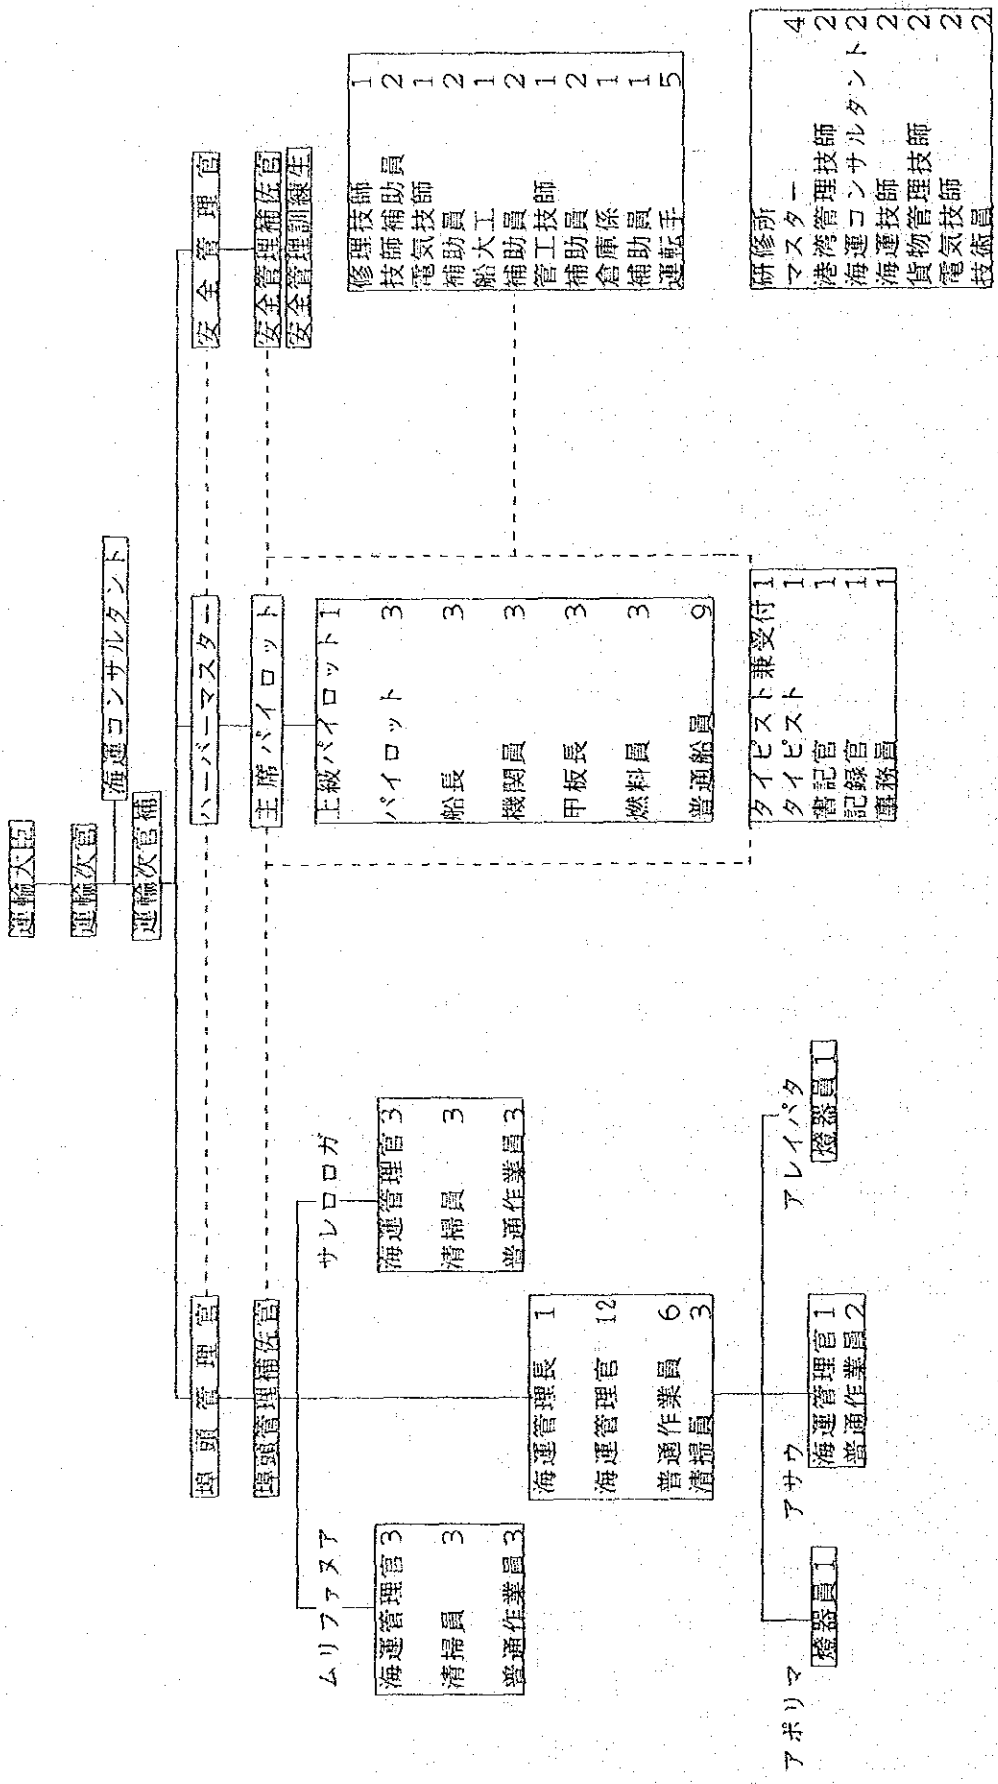 運輸大臣
運輸次官
海運コンサルタント
運輸次官補
埠頭管理官
ハーバーマスター
安全管理官
埠頭管理補佐官
主席パイロット
安全管理補佐官
安全管理訓練生
ムリファヌア
海運管理官 3
清掃員 3
普通作業員 3
サレロロガ
海運管理官 3
清掃員 3
普通作業員 3
海運管理長 1
海運管理官 12
普通作業員 6
清掃員 3
アポリマ
燈器員 1
アサウ
海運管理官 1
普通作業員 2
アレイパタ
燈器員 1
上級パイロット 1
パイロット 3
船長 3
機関員 3
甲板長 3
燃料員 3
普通船員 9
タイピスト兼受付 1
タイピスト 1
書記官 1
記録官 1
事務員 1
修理技師 1
技師補助員 2
電気技師 1
補助員 2
船大工 1
補助員 2
管工技師 1
補助員 2
倉庫係 1
補助員 1
運転手 5
研修所
マスター 4
港湾管理技師 2
海運コンサルタント 2
海運技師 2
貨物管理技師 2
電気技師 2
技術員 2